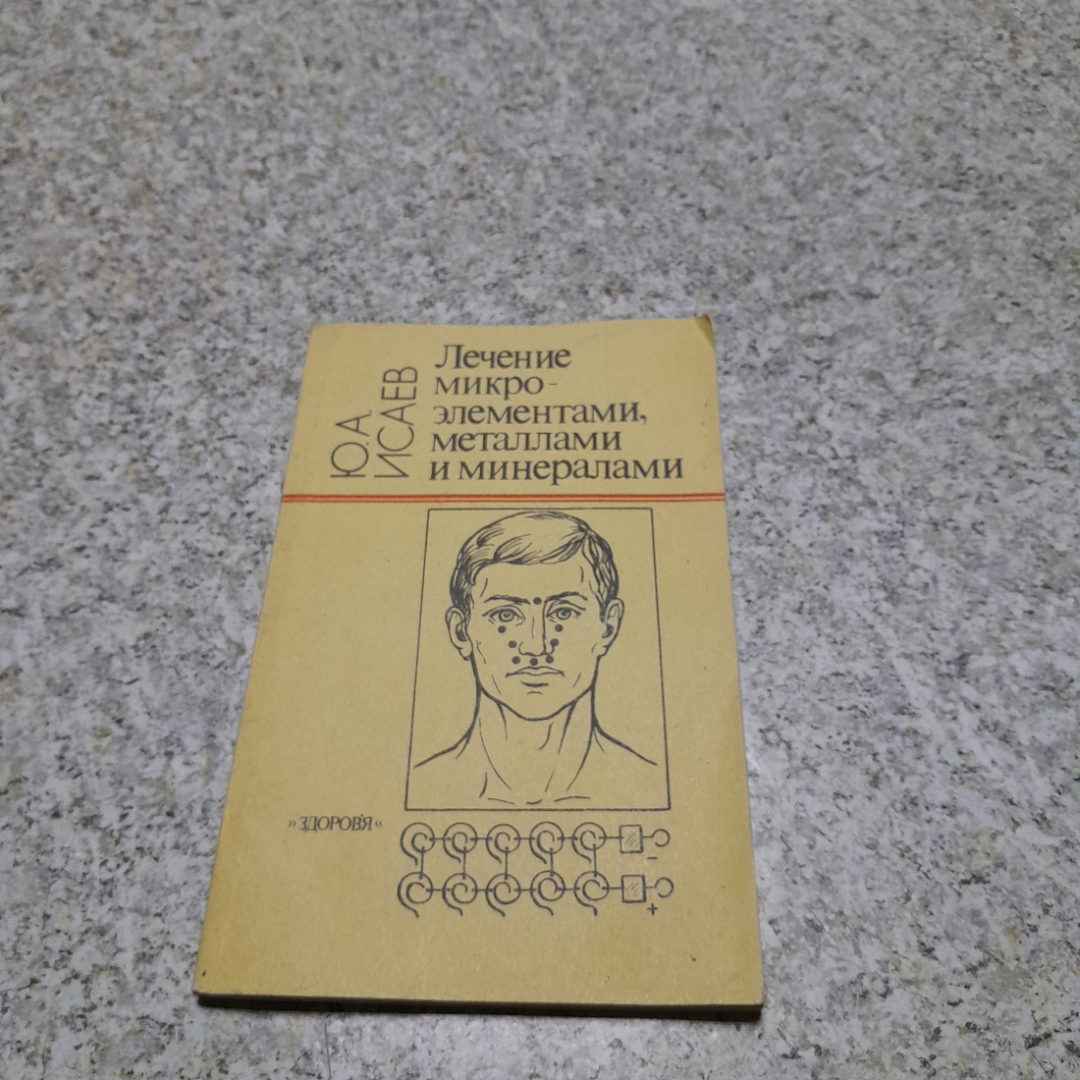 Ю.А.
ИСАЕВ
Лечение
микро-
элементами,
металлами
и минералами
»ЗДОРОВ'Я«
−
+